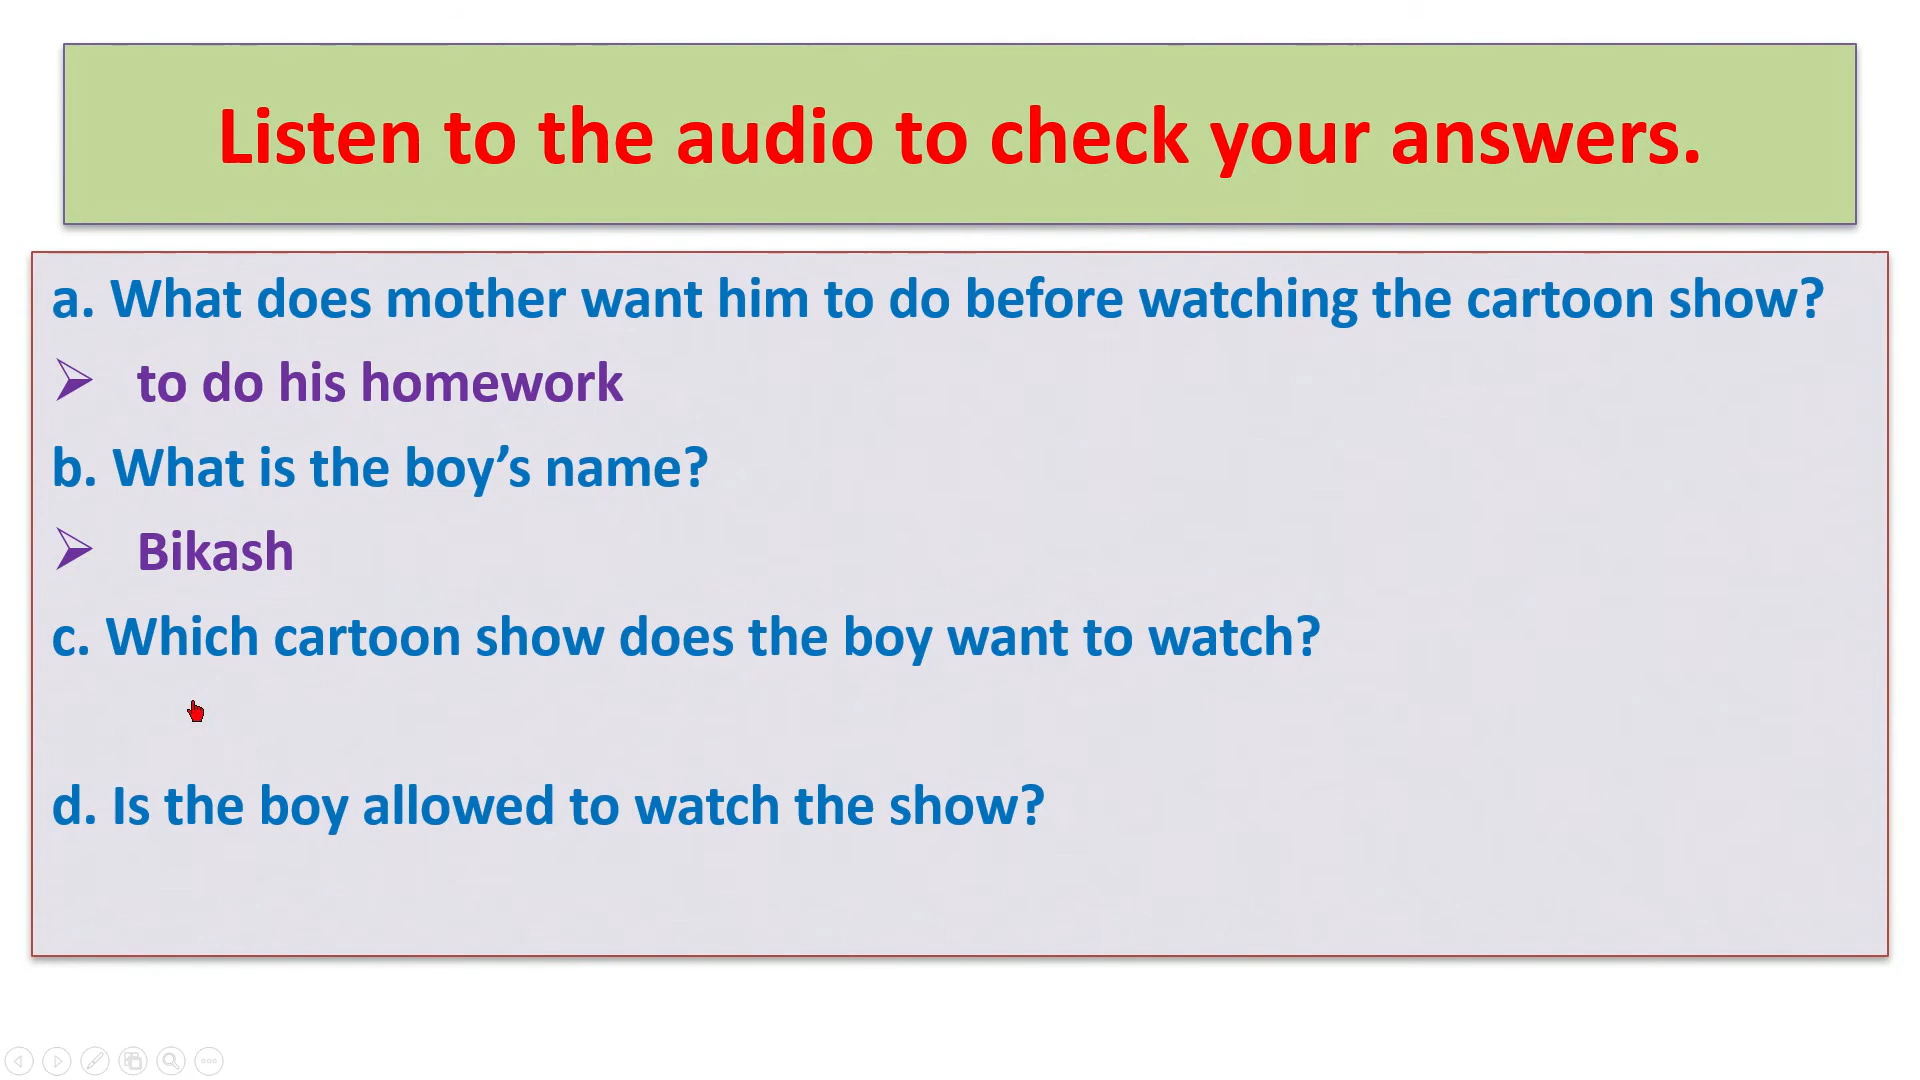 Listen to the audio to check your answers.
a. What does mother want him to do before watching the cartoon show?
to do his homework
b. What is the boy’s name?
Bikash
c. Which cartoon show does the boy want to watch?
d. Is the boy allowed to watch the show?